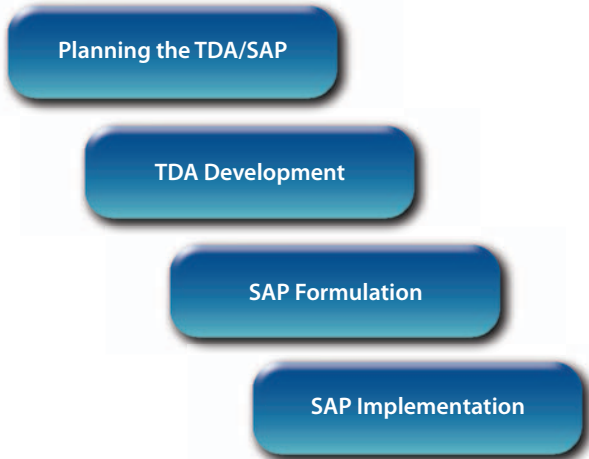 Planning the TDA/SAP
TDA Development
SAP Formulation
SAP Implementation